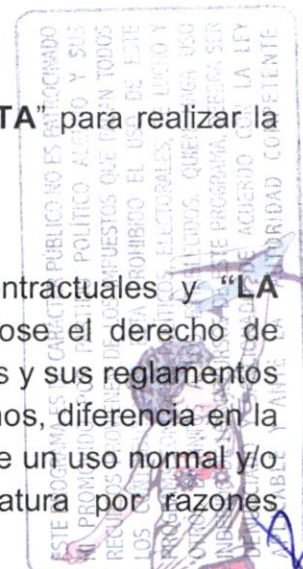 TA" para realizar la
ntractuales y "LA
ose el derecho de
s y sus reglamentos
nos, diferencia en la
e un uso normal y/o
atura por razones
ESTE PROGRAMA ES DE CARÁCTER PÚBLICO NO ES PATROCINADO
NI PROMOVIDO POR PARTIDO POLÍTICO ALGUNO Y SUS
RECURSOS PROVIENEN DE LOS IMPUESTOS QUE PAGAN TODOS
LOS ESTÁ PROHIBIDO EL USO DE ESTE
PROGRAMA CON FINES POLÍTICOS ELECTORALES, DE LUCRO Y
OTROS DISTINTOS A LOS ESTABLECIDOS. QUIEN HAGA USO
INDEBIDO DE LOS RECURSOS DE ESTE PROGRAMA DEBERÁ SER
DE ACUERDO CON LA LEY
APLICABLE Y ANTE LA AUTORIDAD COMPETENTE